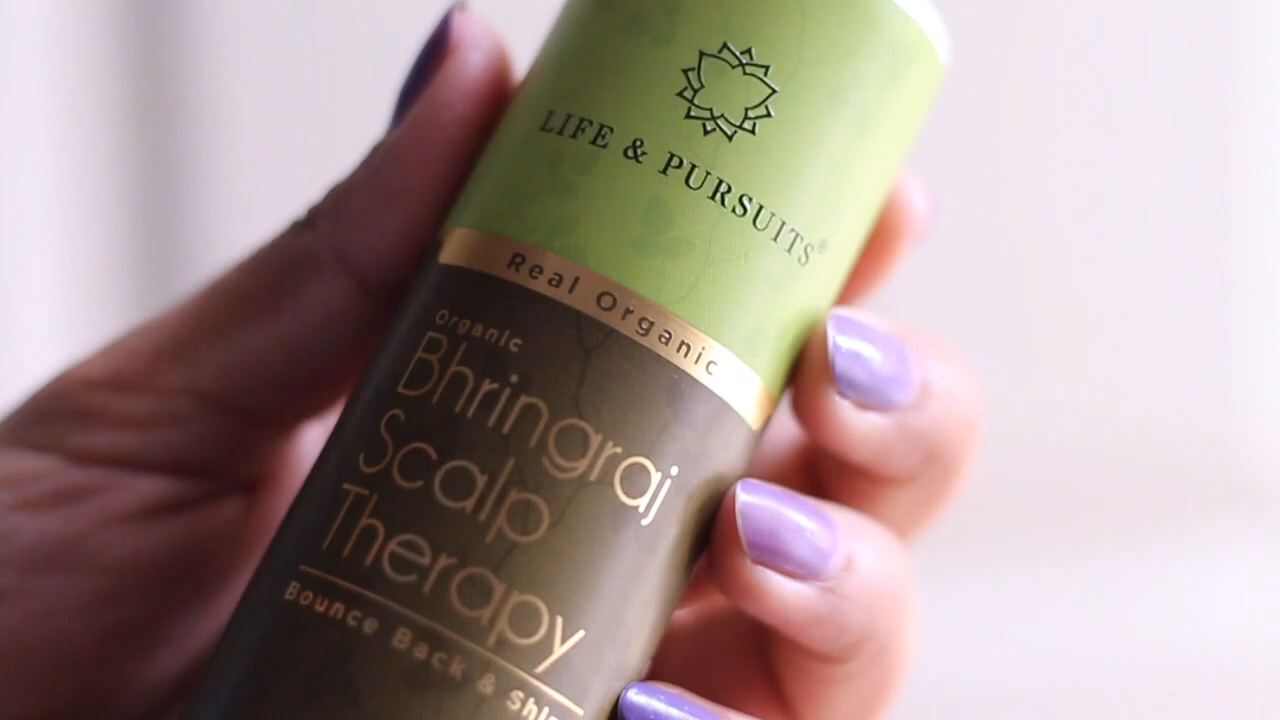 LIFE & PURSUITS®
Real Organic
Organic
Bhringraj
Scalp
Therapy
Bounce Back &